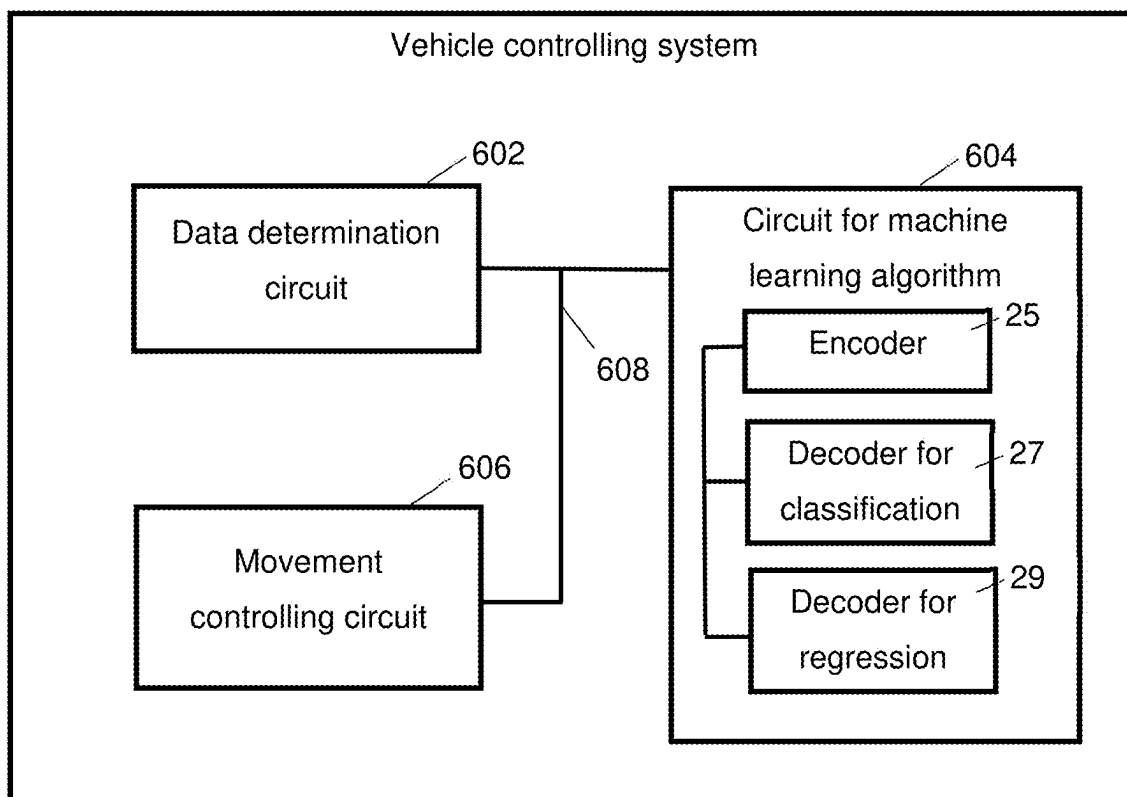 Vehicle controlling system
602
604
Data determination
circuit
Circuit for machine
learning algorithm
25
Encoder
608
27
Decoder for
classification
606
Movement
controlling circuit
29
Decoder for
regression